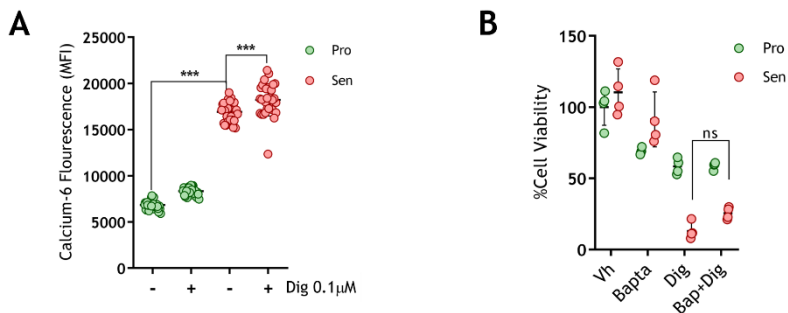 A
Calcium-6 Flourescence (MFI)
25000
20000
15000
10000
5000
0
***
***
Pro
Sen
- + - + Dig 0.1µM
B
%Cell Viability
150
100
50
0
ns
Pro
Sen
Vh
Bapta
Dig
Bap+Dig